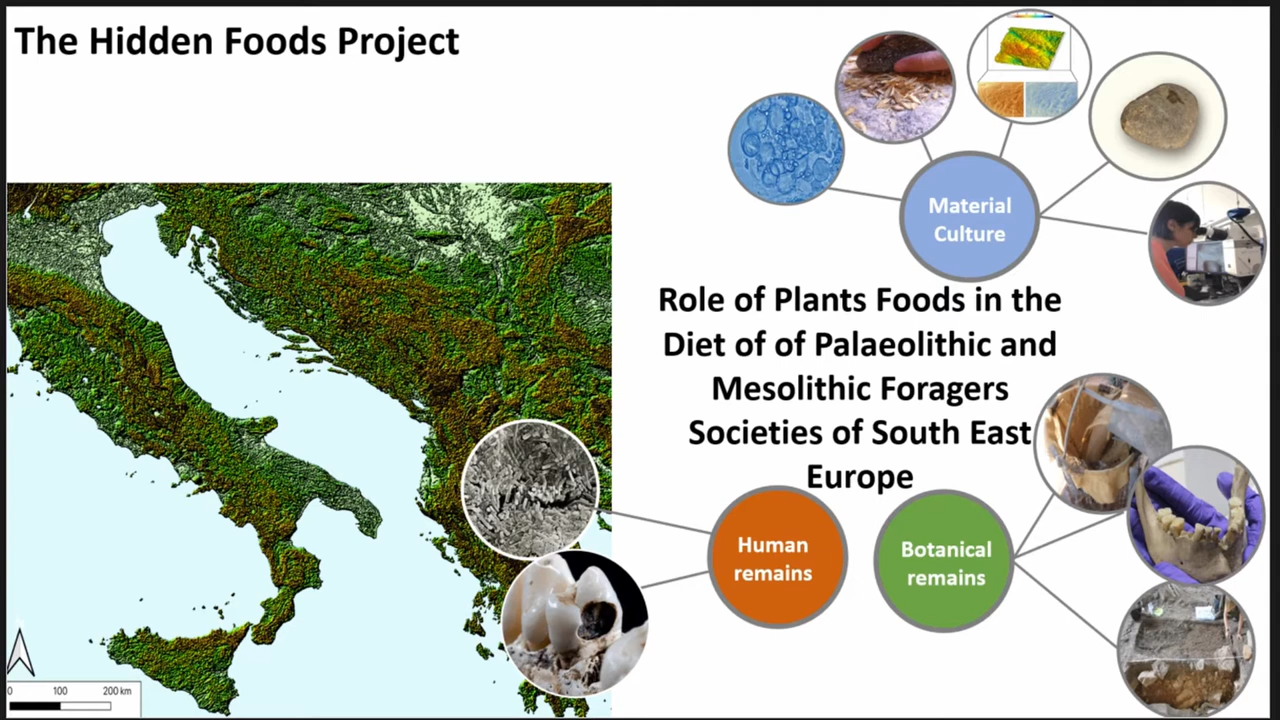 The Hidden Foods Project
Material
Culture
Role of Plants Foods in the
Diet of of Palaeolithic and
Mesolithic Foragers
Societies of South East
Europe
Human
remains
Botanical
remains
0 100 200 km